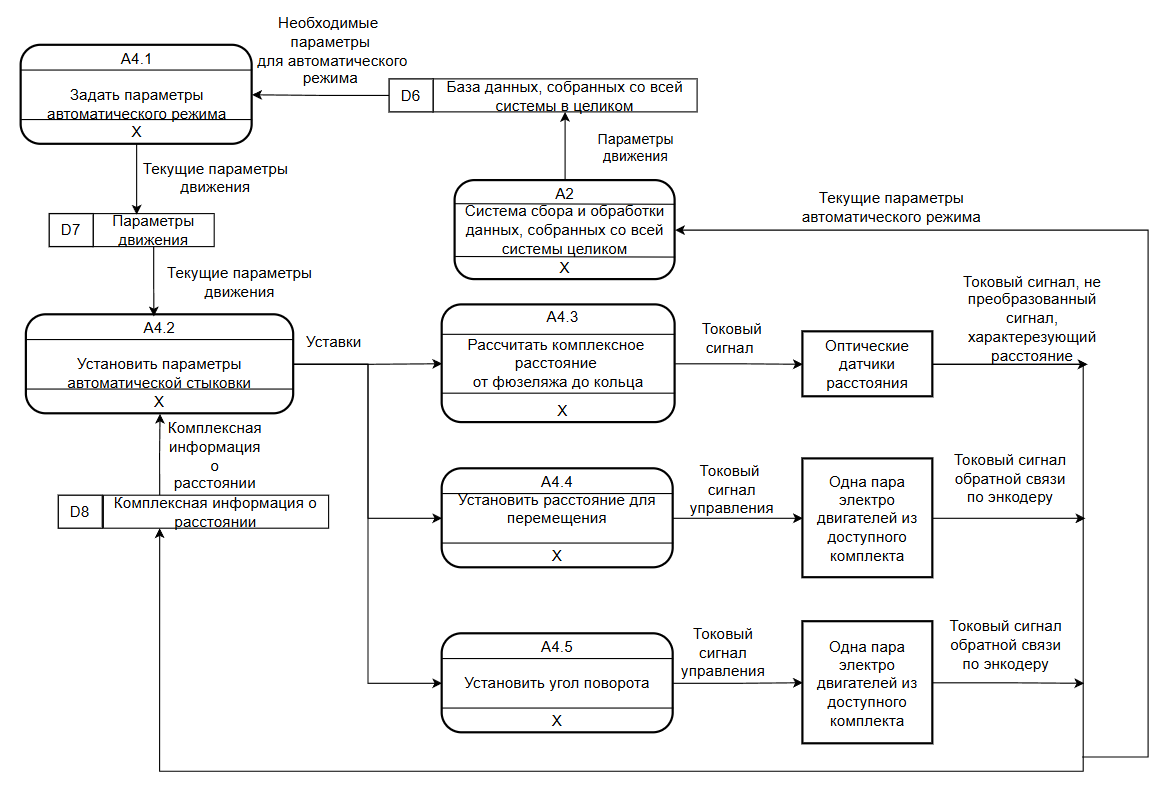 Необходимые
параметры
для автоматического
режима
A4.1
Задать параметры
автоматического режима
X
D6
База данных, собранных со всей
системы в целиком
Параметры
движения
Текущие параметры
движения
A2
Система сбора и обработки
данных, собранных со всей
системы целиком
X
Текущие параметры
автоматического режима
D7
Параметры
движения
Текущие параметры
движения
A4.2
Установить параметры
автоматической стыковки
X
Уставки
A4.3
Рассчитать комплексное
расстояние
от фюзеляжа до кольца
X
Токовый
сигнал
Оптические
датчики
расстояния
Токовый сигнал, не
преобразованный
сигнал,
характерезующий
расстояние
Комплексная
информация
о
расстоянии
D8
Комплексная информация о
расстоянии
A4.4
Установить расстояние для
перемещения
X
Токовый
сигнал
управления
Одна пара
электро
двигателей из
доступного
комплекта
Токовый сигнал
обратной связи
по энкодеру
A4.5
Установить угол поворота
X
Токовый
сигнал
управления
Одна пара
электро
двигателей из
доступного
комплекта
Токовый сигнал
обратной связи
по энкодеру